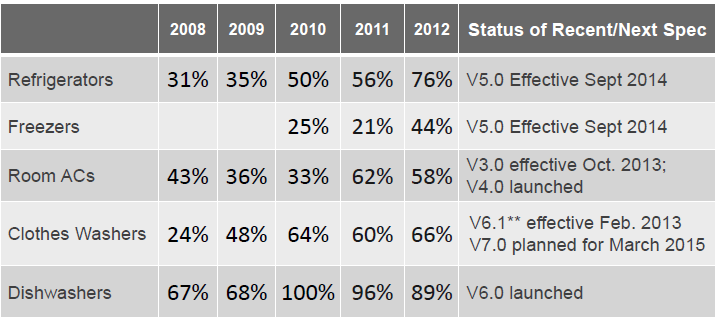 2008 2009 2010 2011 2012 Status of Recent/Next Spec
Refrigerators 31% 35% 50% 56% 76% V5.0 Effective Sept 2014
Freezers 25% 21% 44% V5.0 Effective Sept 2014
Room ACs 43% 36% 33% 62% 58% V3.0 effective Oct. 2013;
V4.0 launched
Clothes Washers 24% 48% 64% 60% 66% V6.1** effective Feb. 2013
V7.0 planned for March 2015
Dishwashers 67% 68% 100% 96% 89% V6.0 launched